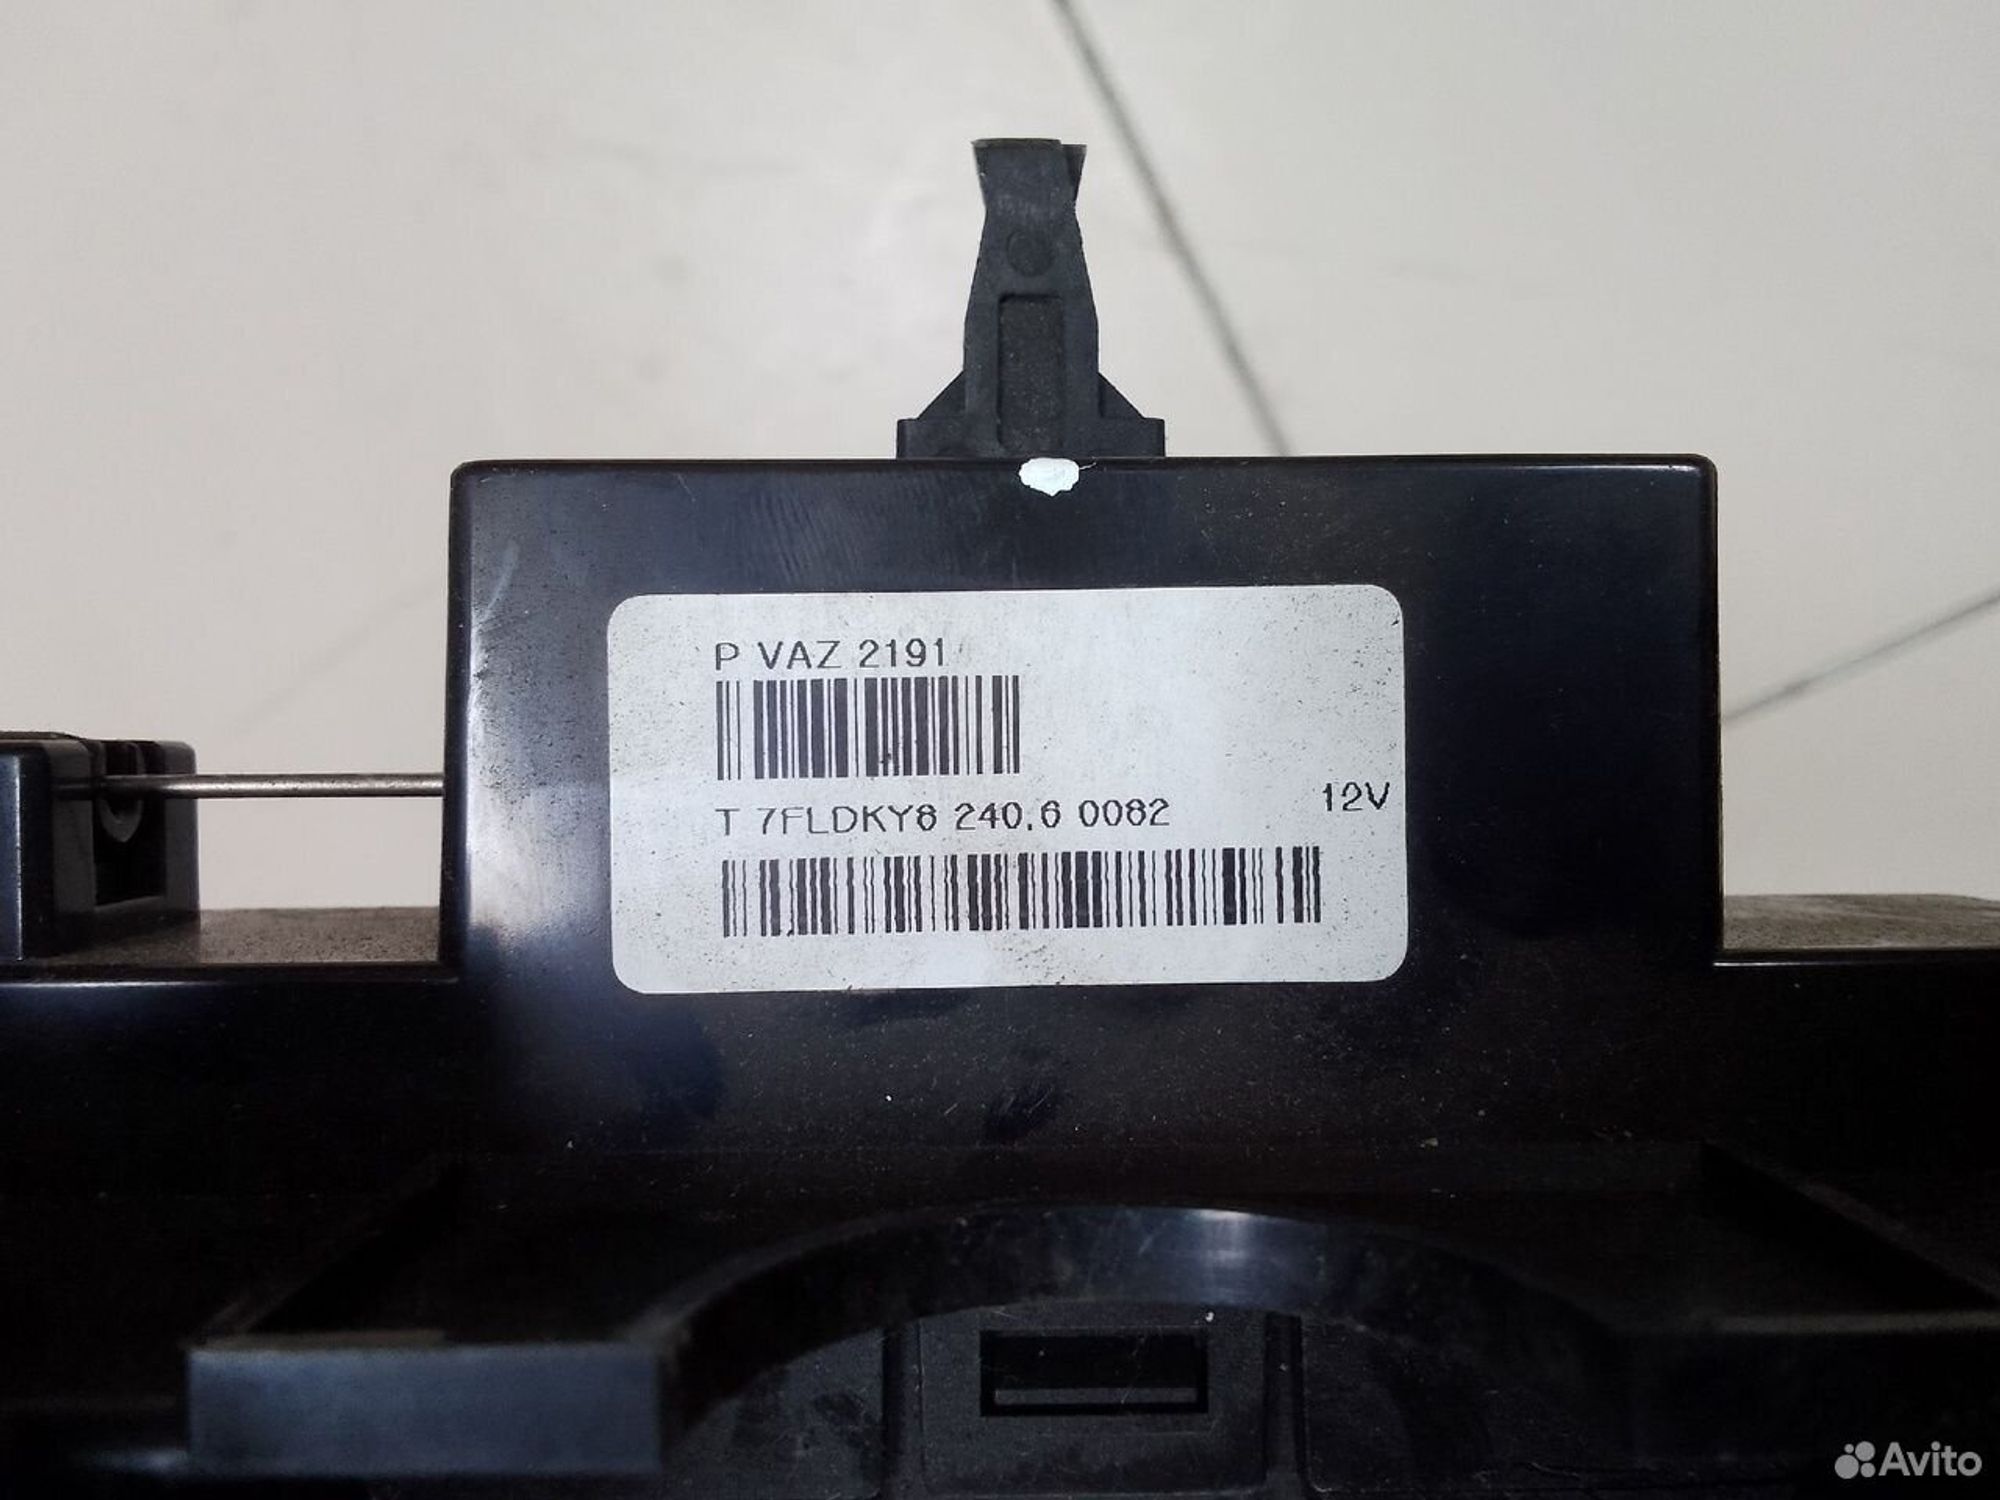 P VAZ 2191
T 7FLDKY8 240.6 0082
12V
Avito